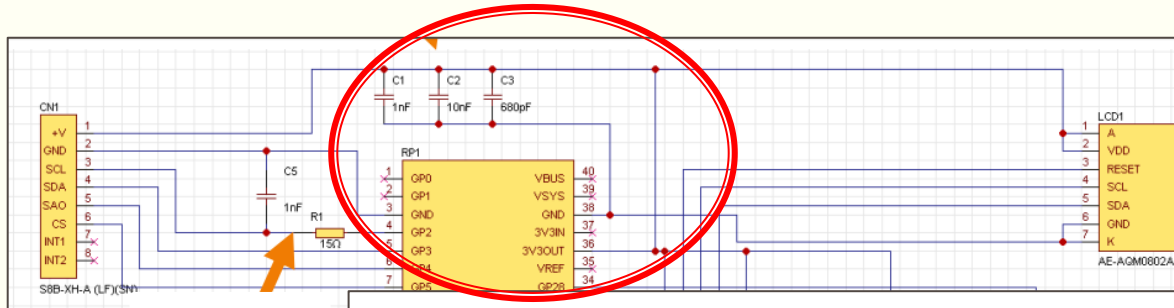 C1
1nF
C2
10nF
C3
680pF
CN1
+V 1
GND 2
SCL 3
SDA 4
SAO 5
CS 6
INT1 7
INT2 8
S8B-XH-A (LF)(SN)
C5
1nF
R1
15Ω
RP1
1 GP0
2 GP1
3 GND
4 GP2
5 GP3
6 GP4
7 GP5
VBUS 40
VSYS 39
GND 38
3V3IN 37
3V3OUT 36
VREF 35
GP28 34
LCD1
1 A
2 VDD
3 RESET
4 SCL
5 SDA
6 GND
7 K
AE-AQM0802A